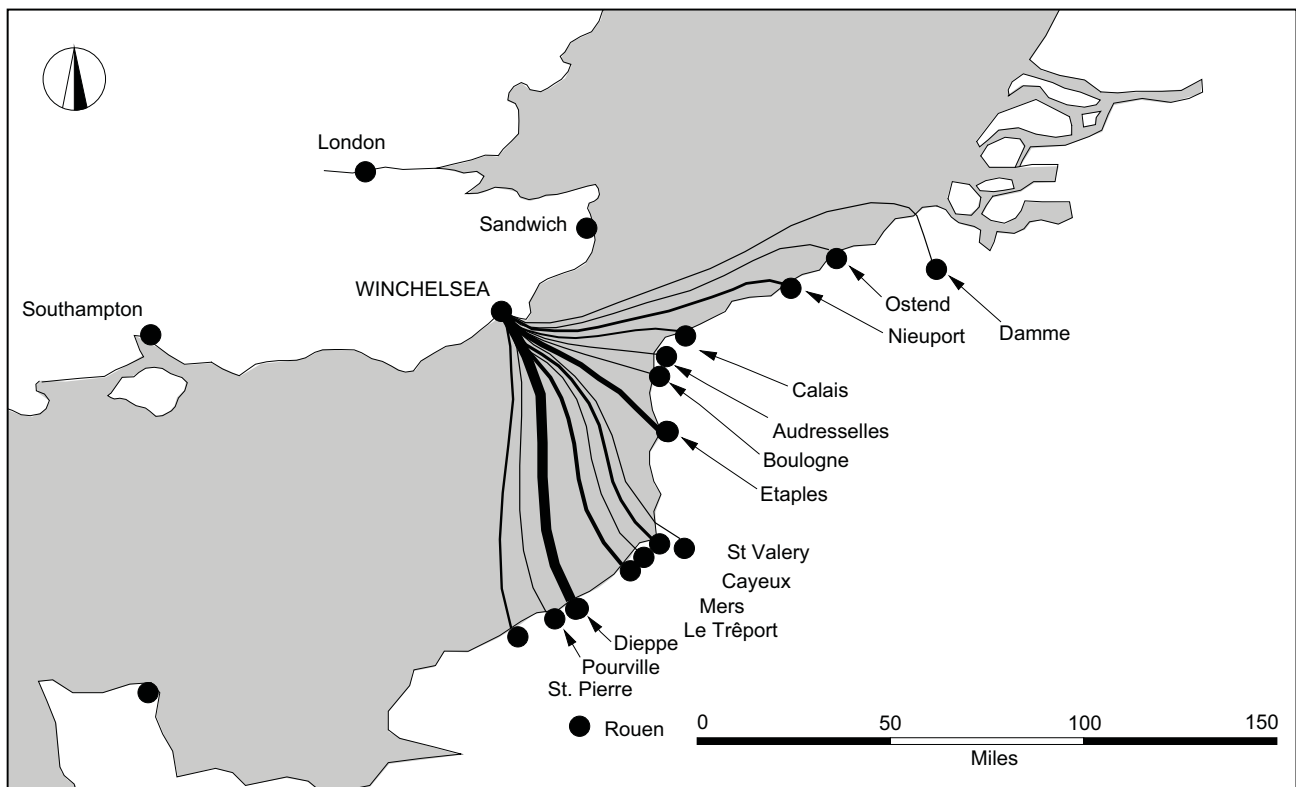 London
Sandwich
WINCHELSEA
Southampton
Ostend
Damme
Nieuport
Calais
Audresselles
Boulogne
Etaples
St Valery
Cayeux
Mers
Le Trêport
Dieppe
Pourville
St. Pierre
Rouen
0 50 100 150
Miles